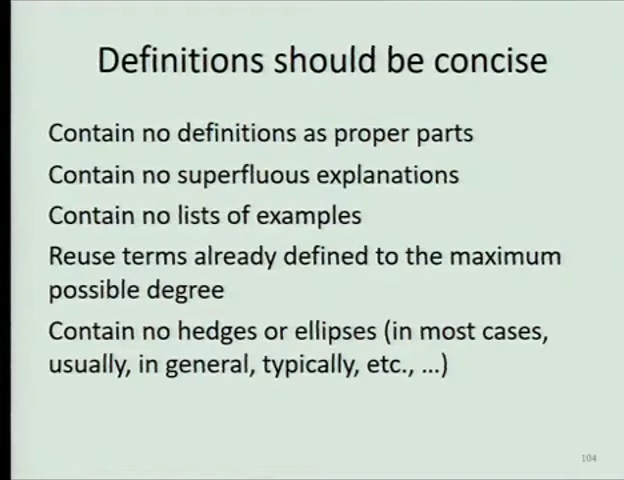 Definitions should be concise
Contain no definitions as proper parts
Contain no superfluous explanations
Contain no lists of examples
Reuse terms already defined to the maximum
possible degree
Contain no hedges or ellipses (in most cases,
usually, in general, typically, etc., ...)
104